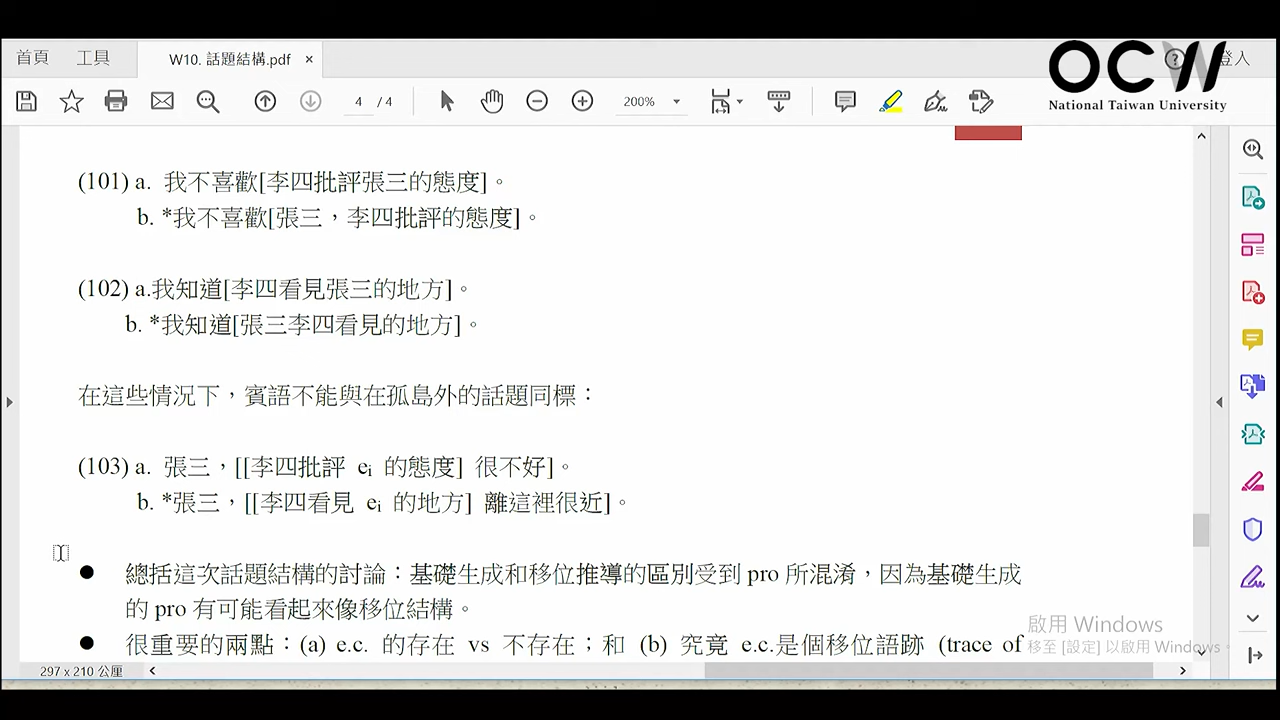 首頁 工具 W10. 話題結構.pdf × ? 登入
OCW
National Taiwan University
4 / 4 200%
(101) a. 我不喜歡[李四批評張三的態度]。
b. *我不喜歡[張三，李四批評的態度]。
(102) a.我知道[李四看見張三的地方]。
b. *我知道[張三李四看見的地方]。
在這些情況下，賓語不能與在孤島外的話題同標：
(103) a. 張三，[[李四批評 ei 的態度] 很不好]。
b. *張三，[[李四看見 ei 的地方] 離這裡很近]。
● 總括這次話題結構的討論：基礎生成和移位推導的區別受到 pro 所混淆，因為基礎生成
的 pro 有可能看起來像移位結構。
● 很重要的兩點：(a) e.c. 的存在 vs 不存在；和 (b) 究竟 e.c.是個移位語跡 (trace of
啟用 Windows
移至 [設定] 以啟用 Windows。
297 x 210 公厘